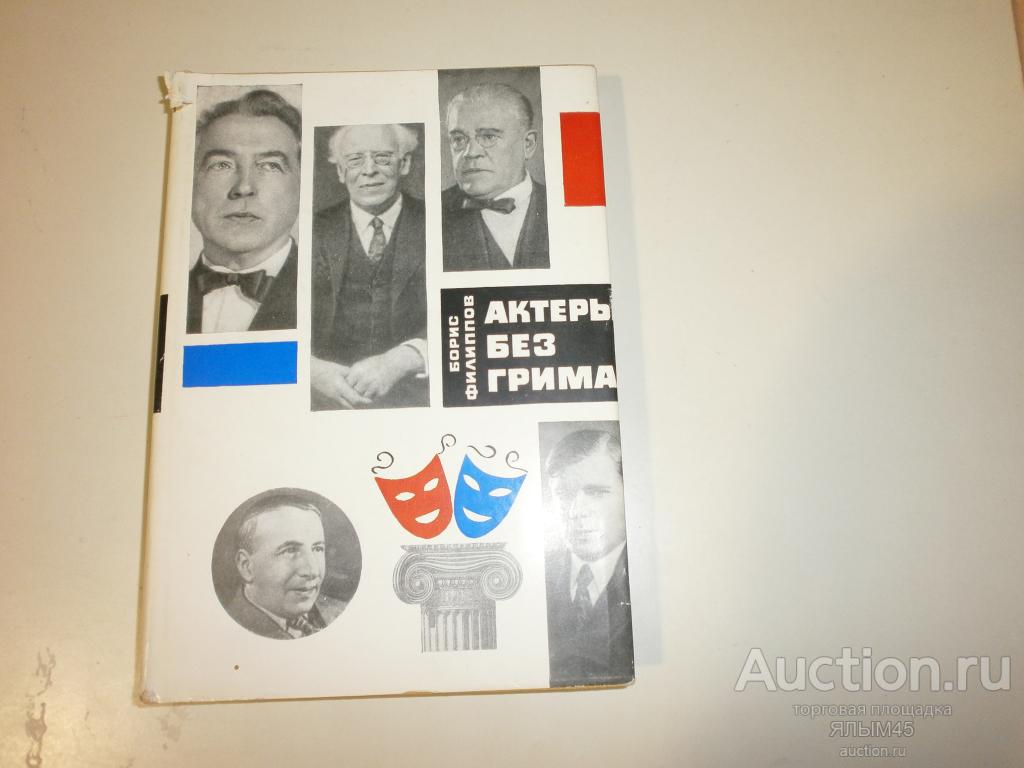 БОРИС
ФИЛИППОВ
АКТЕРЫ
БЕЗ
ГРИМА
Auction.ru
торговая площадка
ЯЛЫМ45
auction.ru